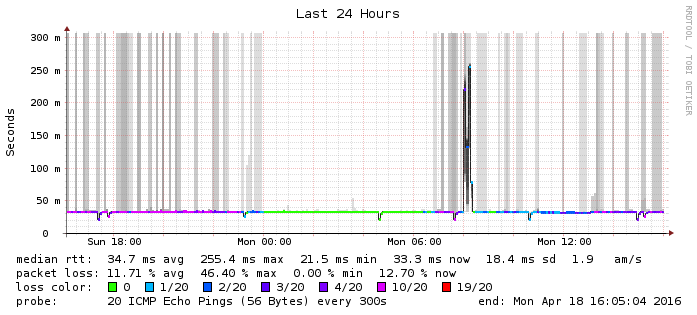 Last 24 Hours
RRDTOOL / TOBI OETIKER
Seconds
300 m
250 m
200 m
150 m
100 m
50 m
0
Sun 18:00 Mon 00:00 Mon 06:00 Mon 12:00
median rtt: 34.7 ms avg 255.4 ms max 21.5 ms min 33.3 ms now 18.4 ms sd 1.9 am/s
packet loss: 11.71 % avg 46.40 % max 0.00 % min 12.70 % now
loss color: 0 1/20 2/20 3/20 4/20 10/20 19/20
probe: 20 ICMP Echo Pings (56 Bytes) every 300s end: Mon Apr 18 16:05:04 2016